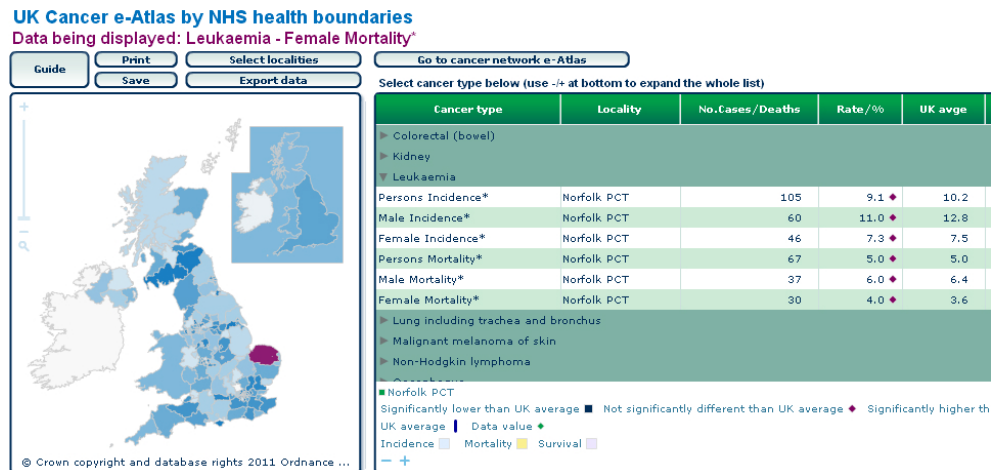 UK Cancer e-Atlas by NHS health boundaries
Data being displayed: Leukaemia - Female Mortality*
Guide
Print
Save
Select localities
Export data
Go to cancer network e-Atlas
Select cancer type below (use -/+ at bottom to expand the whole list)
Cancer type Locality No.Cases/Deaths Rate/% UK avge
Colorectal (bowel)
Kidney
Leukaemia
Persons Incidence* Norfolk PCT 105 9.1 10.2
Male Incidence* Norfolk PCT 60 11.0 12.8
Female Incidence* Norfolk PCT 46 7.3 7.5
Persons Mortality* Norfolk PCT 67 5.0 5.0
Male Mortality* Norfolk PCT 37 6.0 6.4
Female Mortality* Norfolk PCT 30 4.0 3.6
Lung including trachea and bronchus
Malignant melanoma of skin
Non-Hodgkin lymphoma
Norfolk PCT
Significantly lower than UK average Not significantly different than UK average Significantly higher th
UK average Data value
Incidence Mortality Survival
© Crown copyright and database rights 2011 Ordnance ...